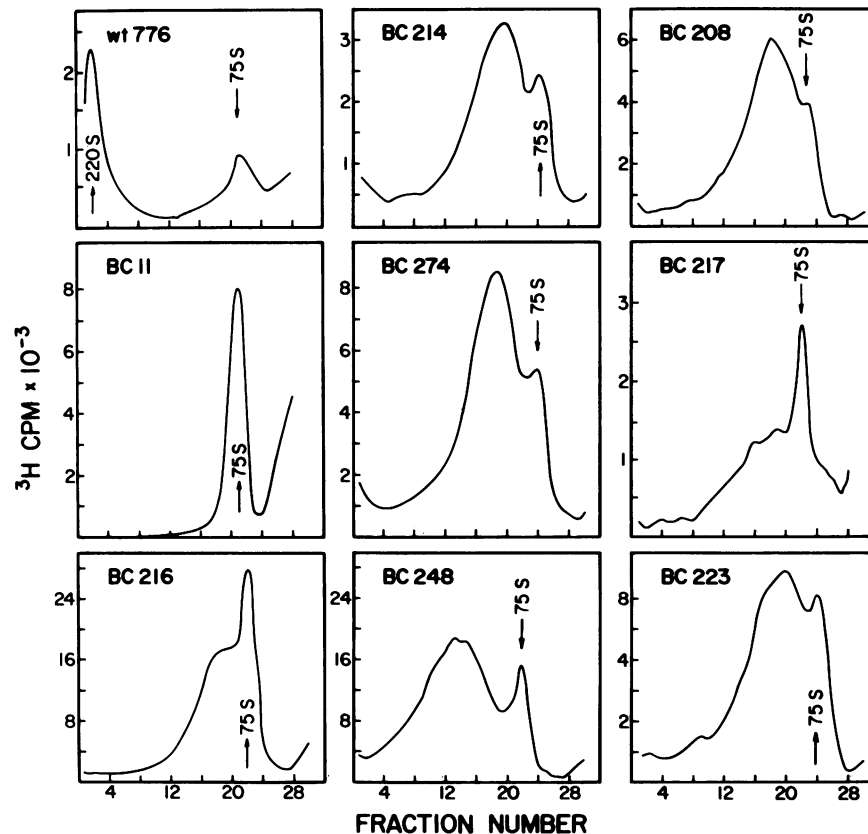 wt 776
BC 214
BC 208
2
1
220S
75S
3
2
1
75S
6
4
2
75S
BC 11
BC 274
BC 217
8
6
4
2
75S
8
6
4
2
75S
3
2
1
75S
BC 216
BC 248
BC 223
24
16
8
75S
24
16
8
75S
8
4
2
75S
4 12 20 28
4 12 20 28
4 12 20 28
³H CPM × 10⁻³
FRACTION NUMBER